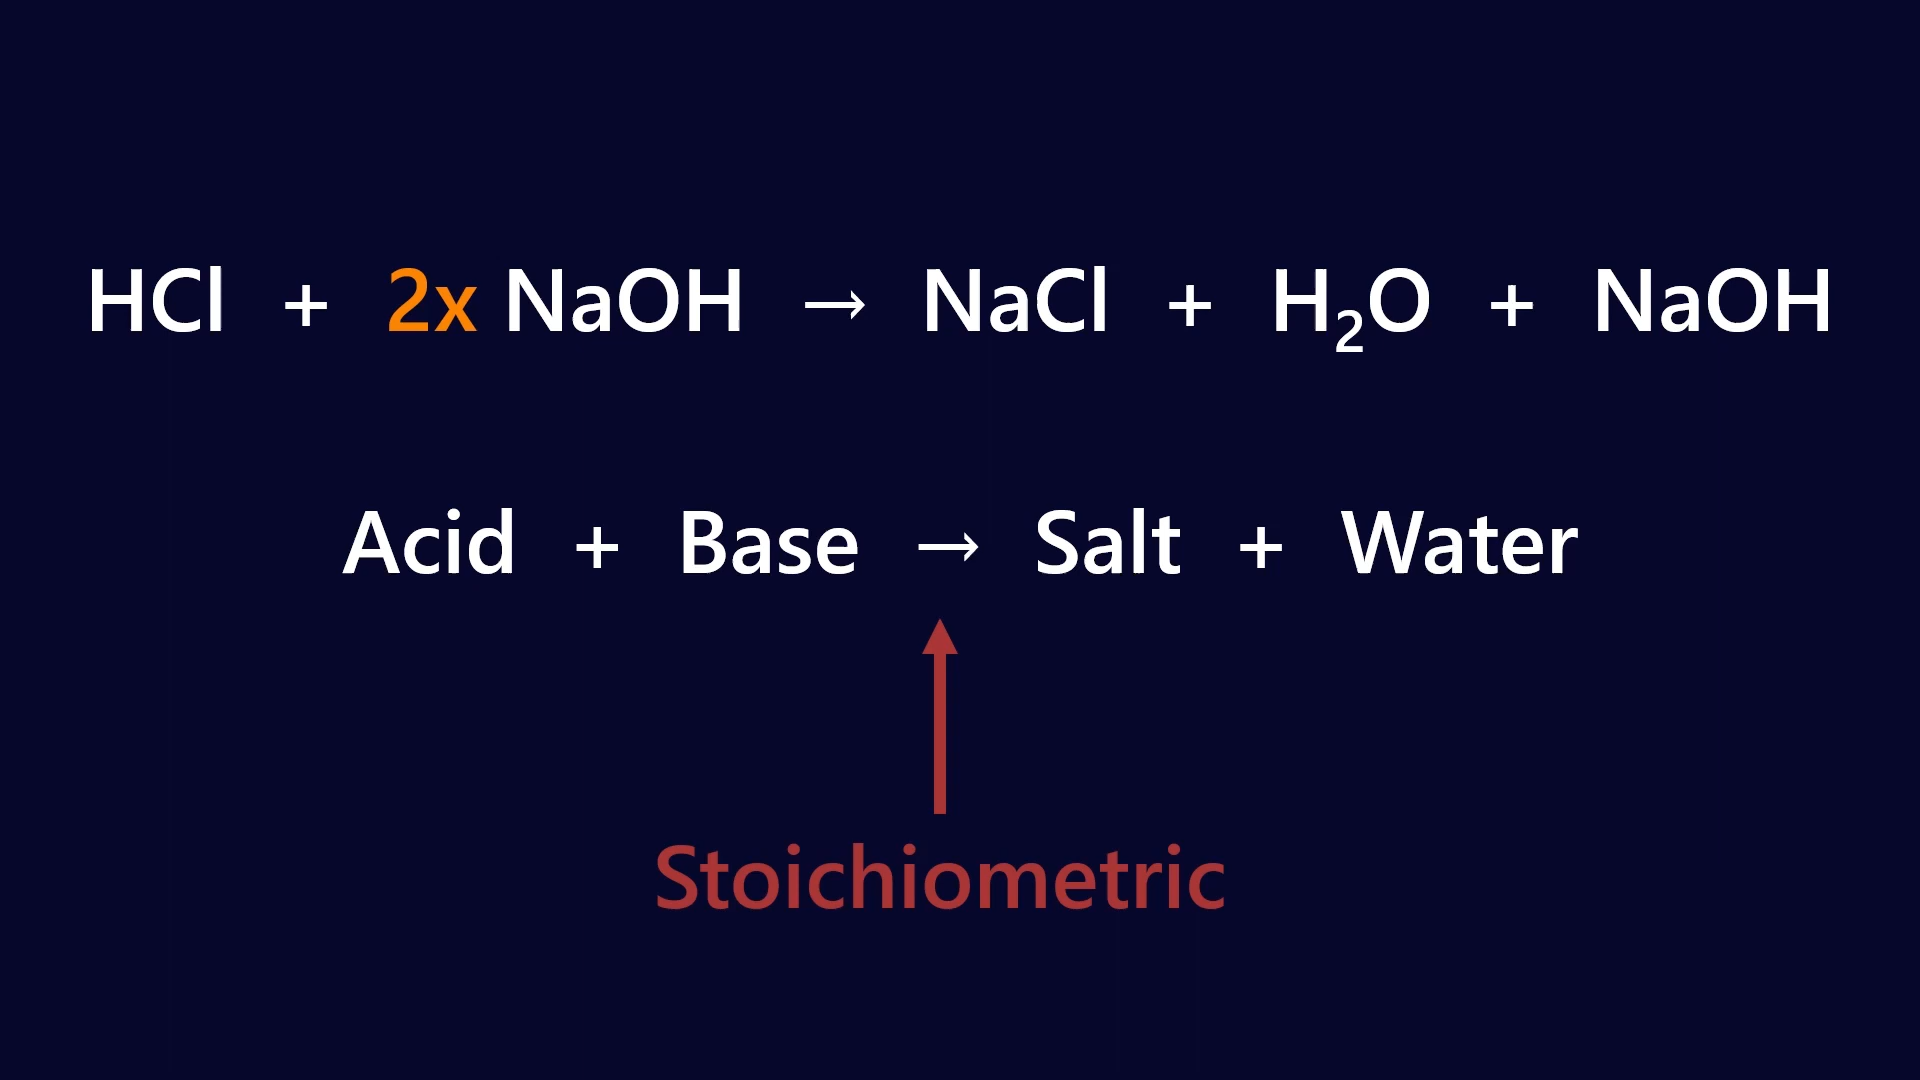 HCl + 2x NaOH → NaCl + H₂O + NaOH
Acid + Base → Salt + Water
Stoichiometric